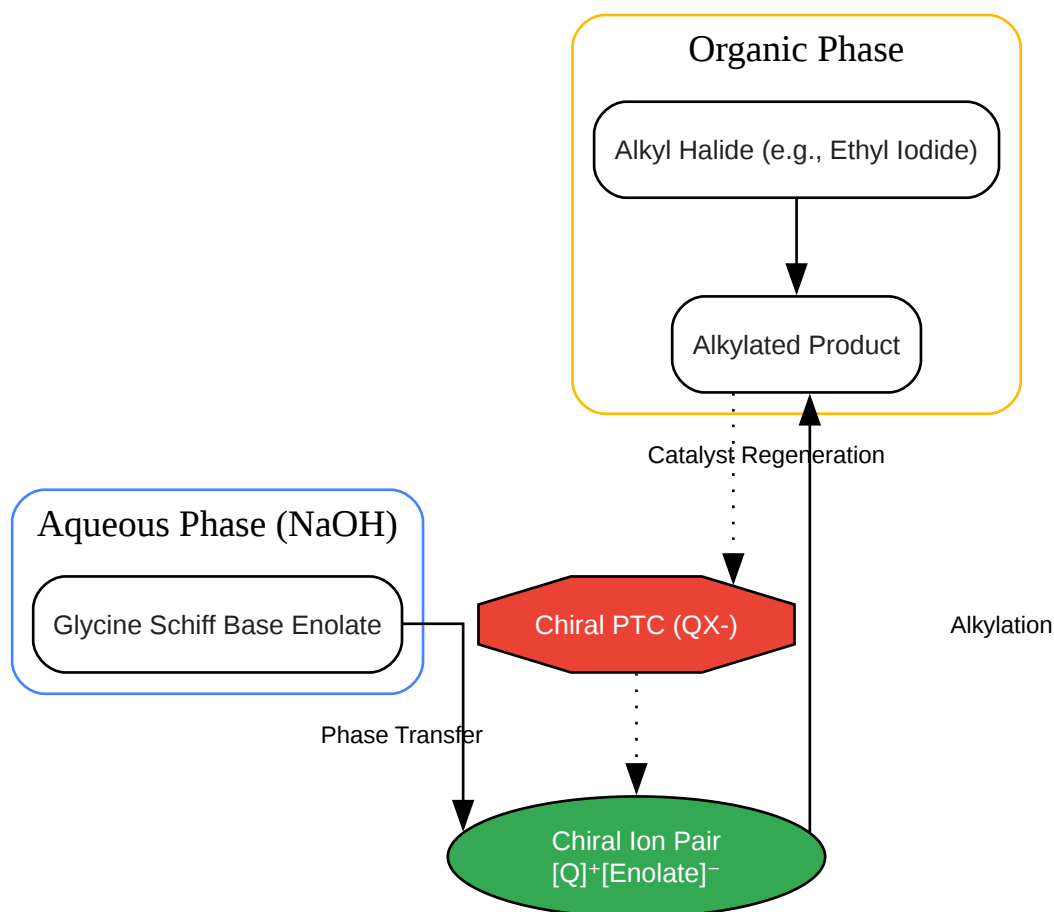 Organic Phase
Alkyl Halide (e.g., Ethyl Iodide)
Alkylated Product
Catalyst Regeneration
Aqueous Phase (NaOH)
Glycine Schiff Base Enolate
Chiral PTC (QX-)
Alkylation
Phase Transfer
Chiral Ion Pair
[Q]⁺[Enolate]⁻